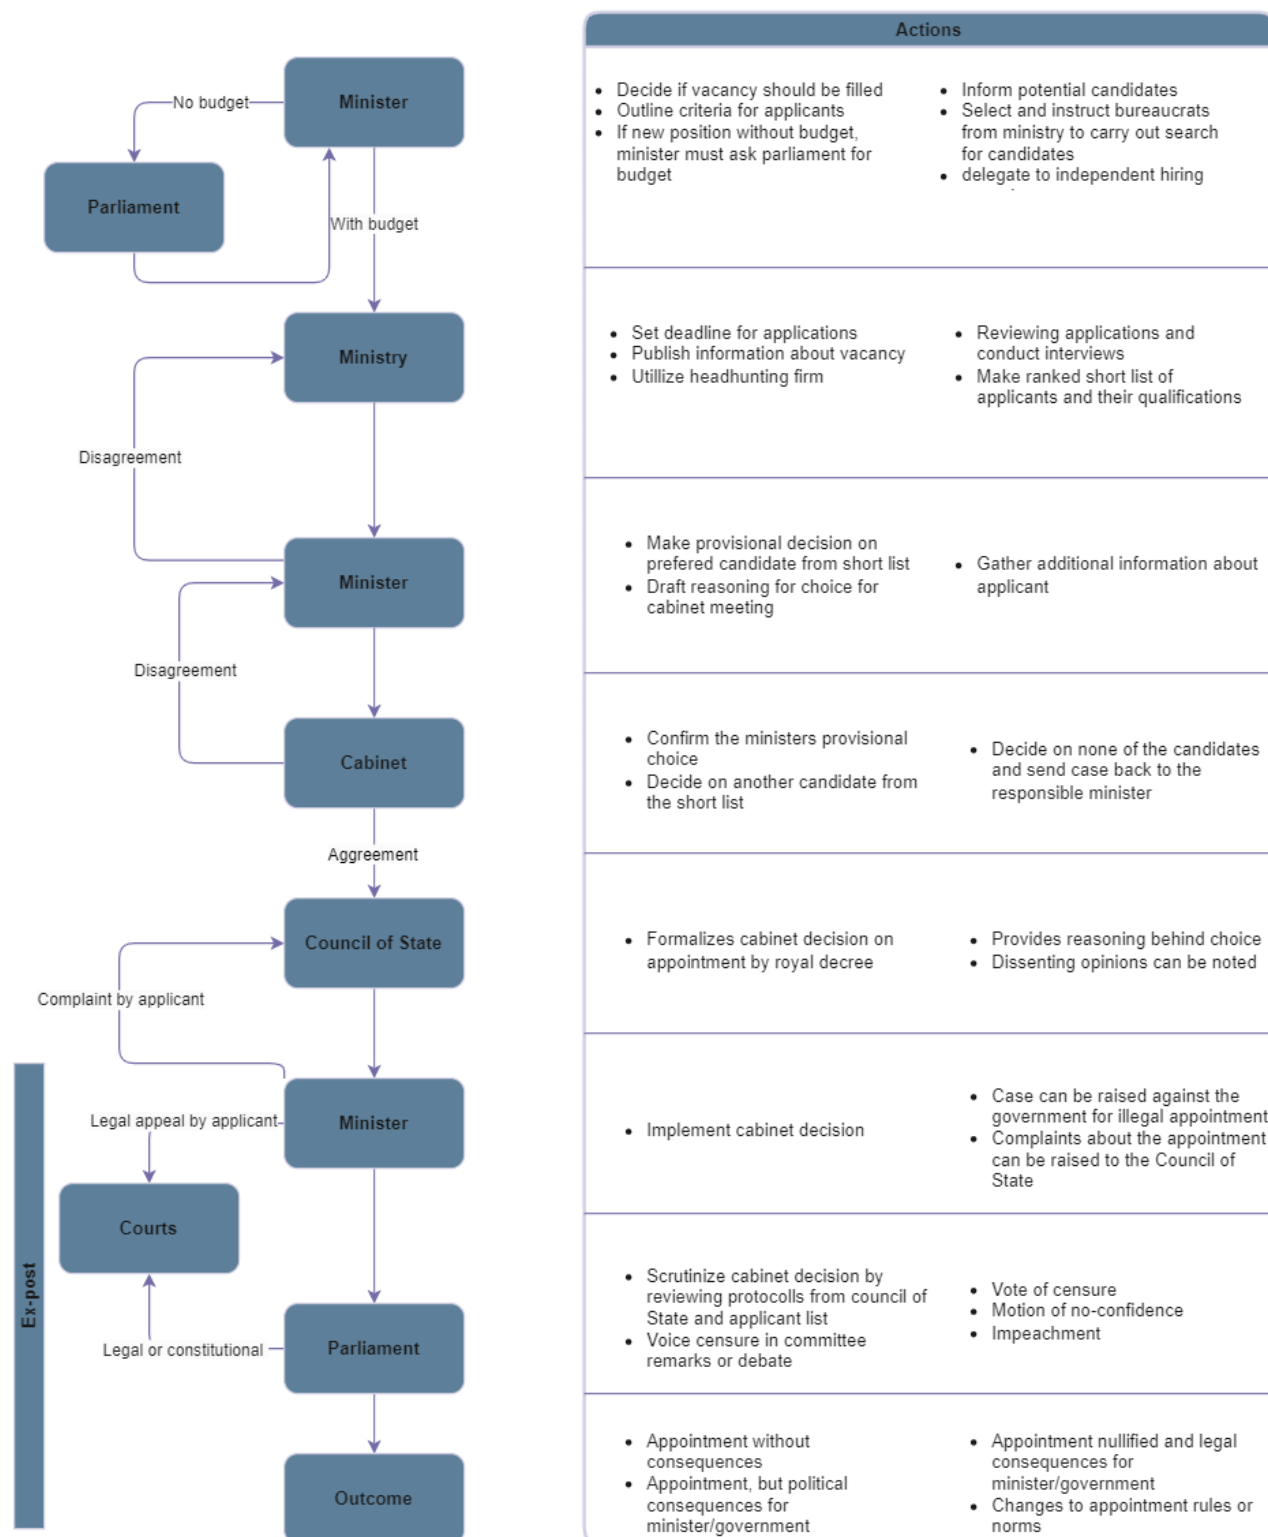 Actions
No budget
Minister
Parliament
With budget
• Decide if vacancy should be filled
• Outline criteria for applicants
• If new position without budget,
minister must ask parliament for
budget
• Inform potential candidates
• Select and instruct bureaucrats
from ministry to carry out search
for candidates
• delegate to independent hiring
Ministry
• Set deadline for applications
• Publish information about vacancy
• Utillize headhunting firm
• Reviewing applications and
conduct interviews
• Make ranked short list of
applicants and their qualifications
Disagreement
Minister
• Make provisional decision on
prefered candidate from short list
• Draft reasoning for choice for
cabinet meeting
• Gather additional information about
applicant
Disagreement
Cabinet
• Confirm the ministers provisional
choice
• Decide on another candidate from
the short list
• Decide on none of the candidates
and send case back to the
responsible minister
Aggreement
Council of State
• Formalizes cabinet decision on
appointment by royal decree
• Provides reasoning behind choice
• Dissenting opinions can be noted
Complaint by applicant
Minister
Legal appeal by applicant
• Implement cabinet decision
• Case can be raised against the
government for illegal appointment
• Complaints about the appointment
can be raised to the Council of
State
Courts
Ex-post
Legal or constitutional
Parliament
• Scrutinize cabinet decision by
reviewing protocolls from council of
State and applicant list
• Voice censure in committee
remarks or debate
• Vote of censure
• Motion of no-confidence
• Impeachment
Outcome
• Appointment without
consequences
• Appointment, but political
consequences for
minister/government
• Appointment nullified and legal
consequences for
minister/government
• Changes to appointment rules or
norms